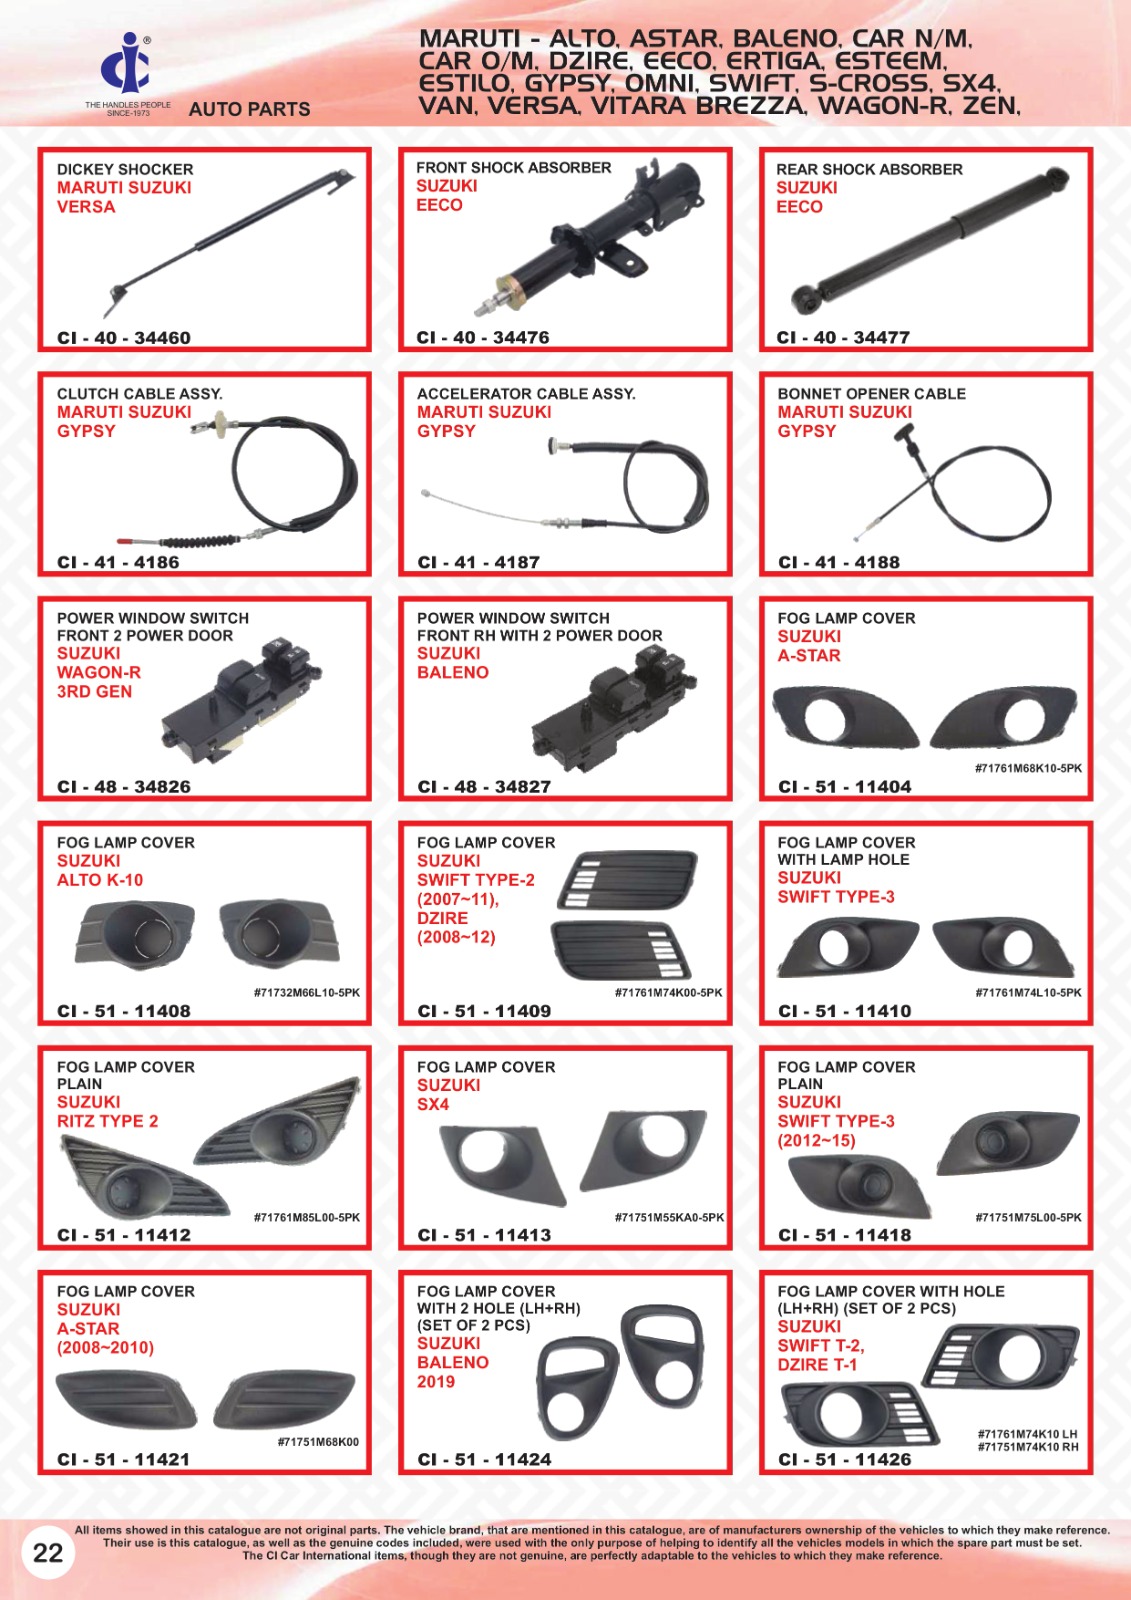 ®
THE HANDLES PEOPLE
SINCE-1973
AUTO PARTS
MARUTI - ALTO, ASTAR, BALENO, CAR N/M,
CAR O/M, DZIRE, EECO, ERTIGA, ESTEEM,
ESTILO, GYPSY, OMNI, SWIFT, S-CROSS, SX4,
VAN, VERSA, VITARA BREZZA, WAGON-R, ZEN,
DICKEY SHOCKER
MARUTI SUZUKI
VERSA
CI - 40 - 34460
FRONT SHOCK ABSORBER
SUZUKI
EECO
CI - 40 - 34476
REAR SHOCK ABSORBER
SUZUKI
EECO
CI - 40 - 34477
CLUTCH CABLE ASSY.
MARUTI SUZUKI
GYPSY
CI - 41 - 4186
ACCELERATOR CABLE ASSY.
MARUTI SUZUKI
GYPSY
CI - 41 - 4187
BONNET OPENER CABLE
MARUTI SUZUKI
GYPSY
CI - 41 - 4188
POWER WINDOW SWITCH
FRONT 2 POWER DOOR
SUZUKI
WAGON-R
3RD GEN
CI - 48 - 34826
POWER WINDOW SWITCH
FRONT RH WITH 2 POWER DOOR
SUZUKI
BALENO
CI - 48 - 34827
FOG LAMP COVER
SUZUKI
A-STAR
#71761M68K10-5PK
CI - 51 - 11404
FOG LAMP COVER
SUZUKI
ALTO K-10
#71732M66L10-5PK
CI - 51 - 11408
FOG LAMP COVER
SUZUKI
SWIFT TYPE-2
(2007~11),
DZIRE
(2008~12)
#71761M74K00-5PK
CI - 51 - 11409
FOG LAMP COVER
WITH LAMP HOLE
SUZUKI
SWIFT TYPE-3
#71761M74L10-5PK
CI - 51 - 11410
FOG LAMP COVER
PLAIN
SUZUKI
RITZ TYPE 2
#71761M85L00-5PK
CI - 51 - 11412
FOG LAMP COVER
SUZUKI
SX4
#71751M55KA0-5PK
CI - 51 - 11413
FOG LAMP COVER
PLAIN
SUZUKI
SWIFT TYPE-3
(2012~15)
#71751M75L00-5PK
CI - 51 - 11418
FOG LAMP COVER
SUZUKI
A-STAR
(2008~2010)
#71751M68K00
CI - 51 - 11421
FOG LAMP COVER
WITH 2 HOLE (LH+RH)
(SET OF 2 PCS)
SUZUKI
BALENO
2019
CI - 51 - 11424
FOG LAMP COVER WITH HOLE
(LH+RH) (SET OF 2 PCS)
SUZUKI
SWIFT T-2,
DZIRE T-1
#71761M74K10 LH
#71751M74K10 RH
CI - 51 - 11426
22
All items showed in this catalogue are not original parts. The vehicle brand, that are mentioned in this catalogue, are of manufacturers ownership of the vehicles to which they make reference.
Their use is this catalogue, as well as the genuine codes included, were used with the only purpose of helping to identify all the vehicles models in which the spare part must be set.
The CI Car International items, though they are not genuine, are perfectly adaptable to the vehicles to which they make reference.